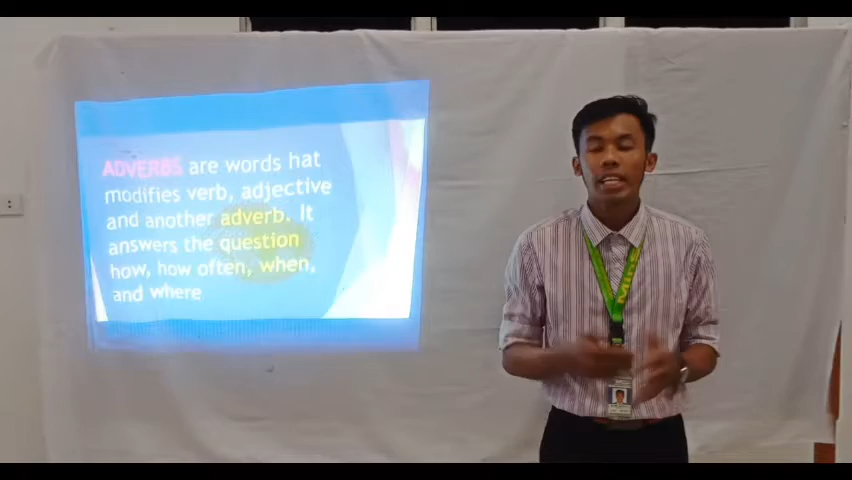 ADVERBS are words hat
modifies verb, adjective
and another adverb. It
answers the question
how, how often, when,
and where